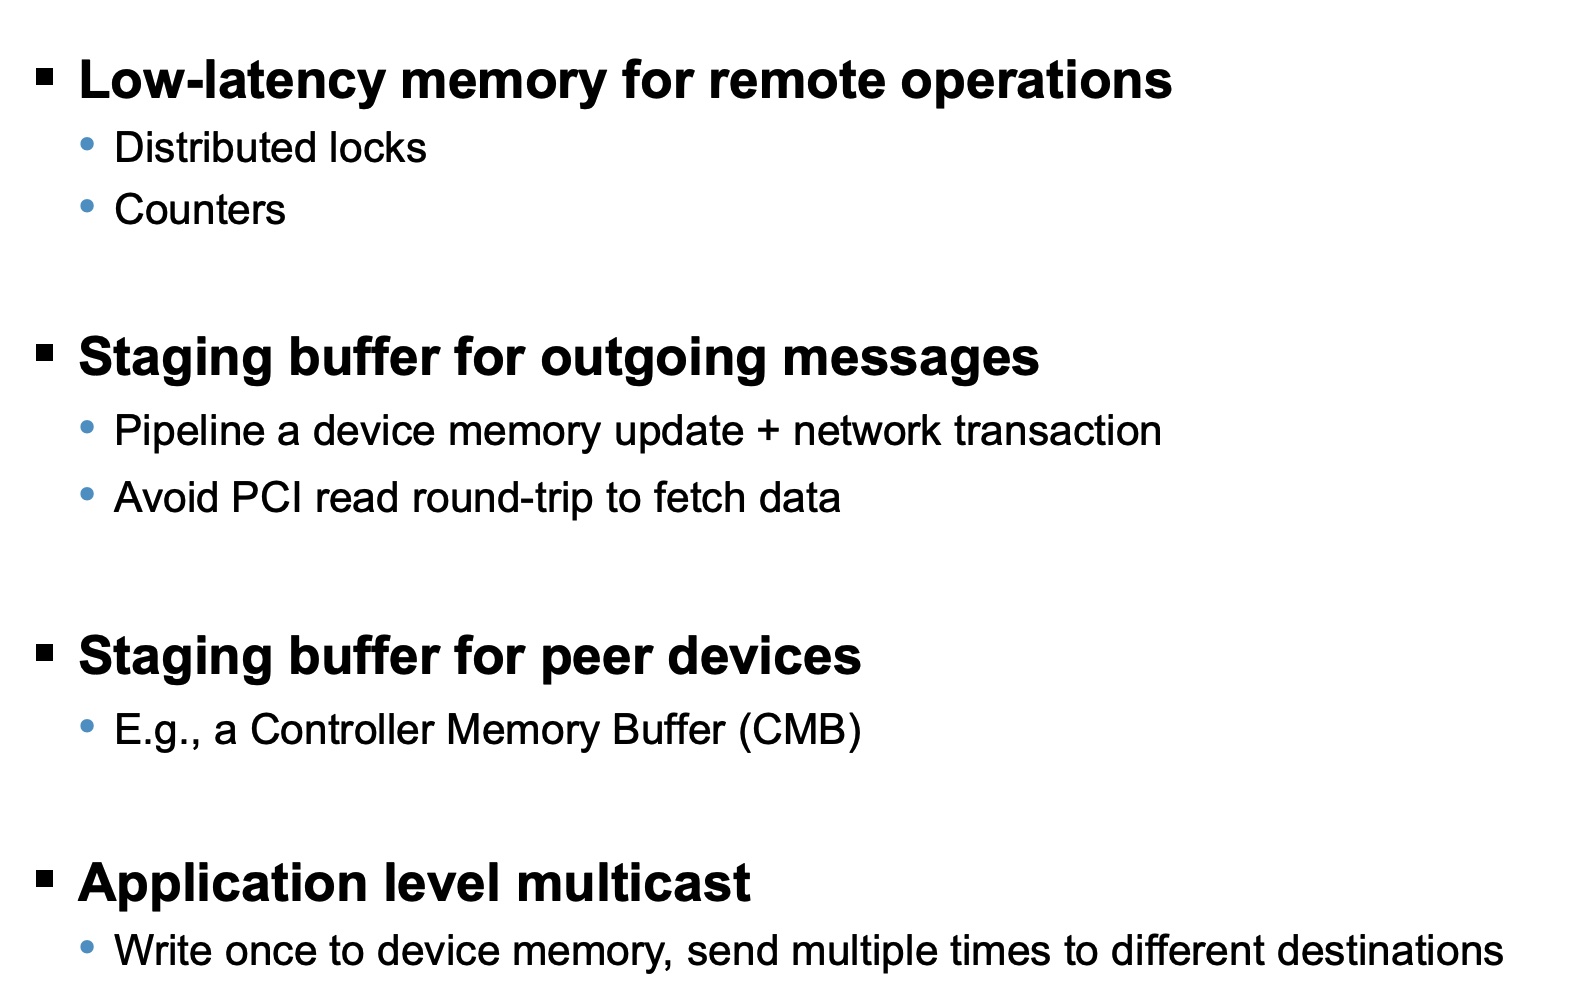 ▪ Low-latency memory for remote operations
• Distributed locks
• Counters
▪ Staging buffer for outgoing messages
• Pipeline a device memory update + network transaction
• Avoid PCI read round-trip to fetch data
▪ Staging buffer for peer devices
• E.g., a Controller Memory Buffer (CMB)
▪ Application level multicast
• Write once to device memory, send multiple times to different destinations